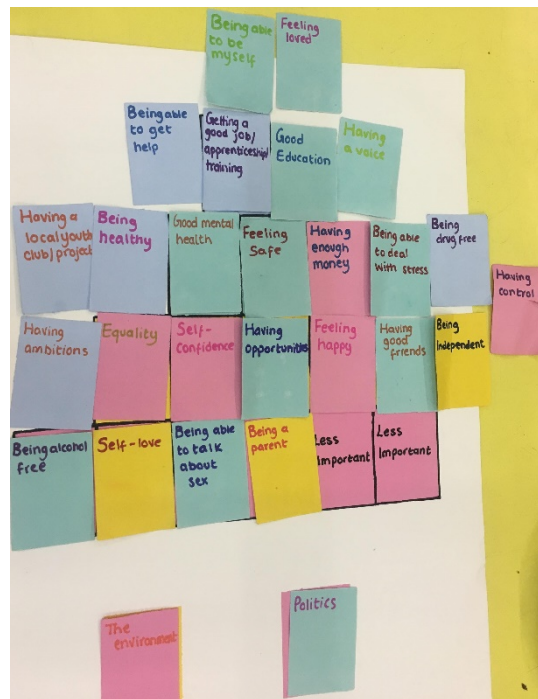 Being able
to be
myself
Feeling
loved
Being able
to get
help
Getting a
good job/
apprenticeship/
training
Good
Education
Having
a voice
Having a
local youth
club/project
Being
healthy
Good mental
health
Feeling
Safe
Having
enough
money
Being able
to deal
with stress
Being
drug free
Having
control
Having
ambitions
Equality
Self-
confidence
Having
opportunities
Feeling
happy
Having
good
friends
Being
Independent
Being alcohol
free
Self-love
Being able
to talk
about
sex
Being a
parent
Less
Important
Less
Important
The
environment
Politics